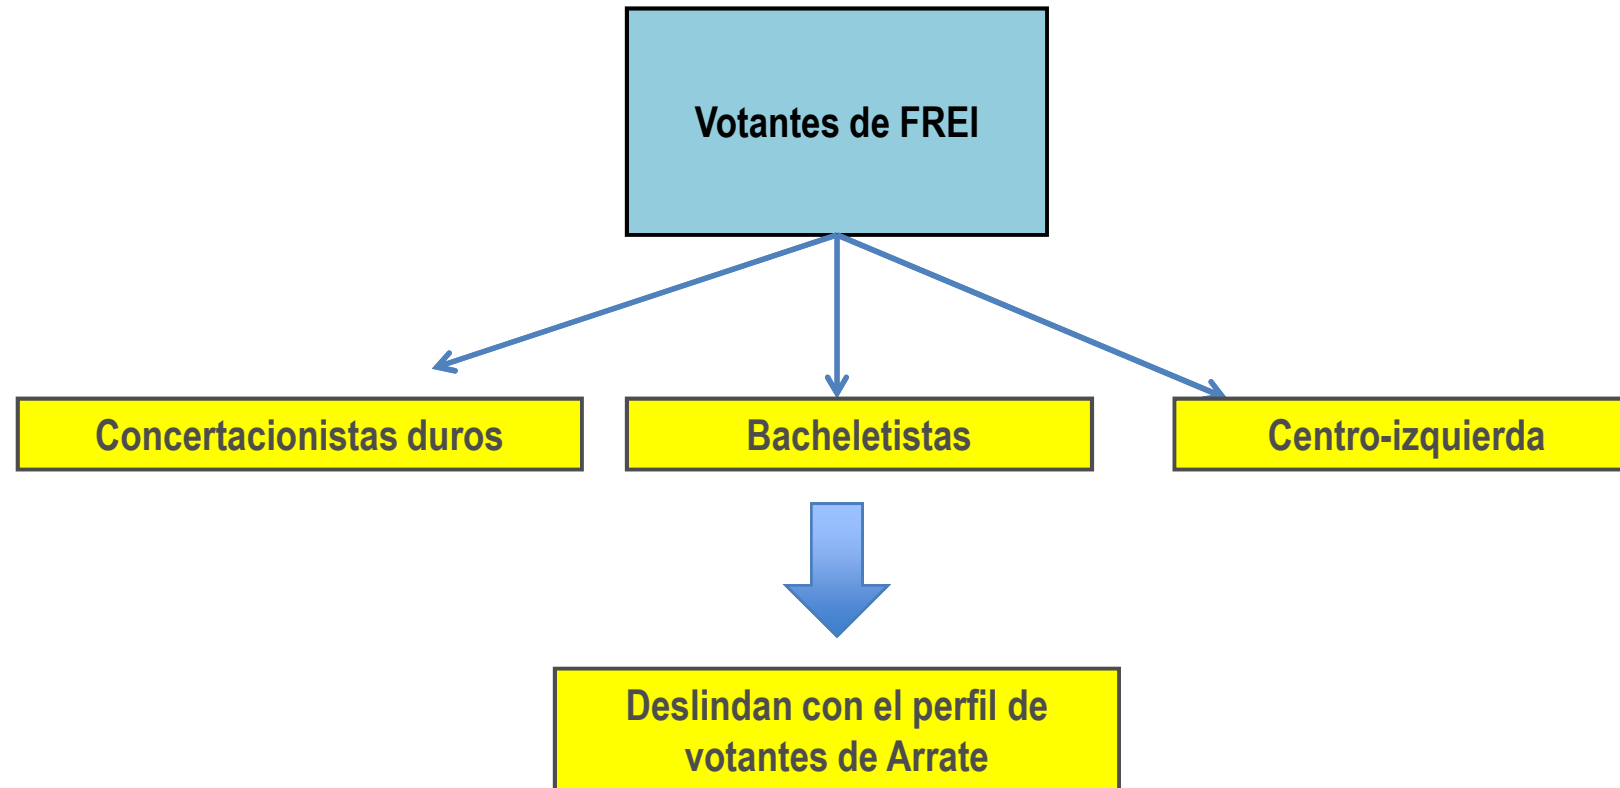 Votantes de FREI
Concertacionistas duros
Bacheletistas
Centro-izquierda
Deslindan con el perfil de
votantes de Arrate